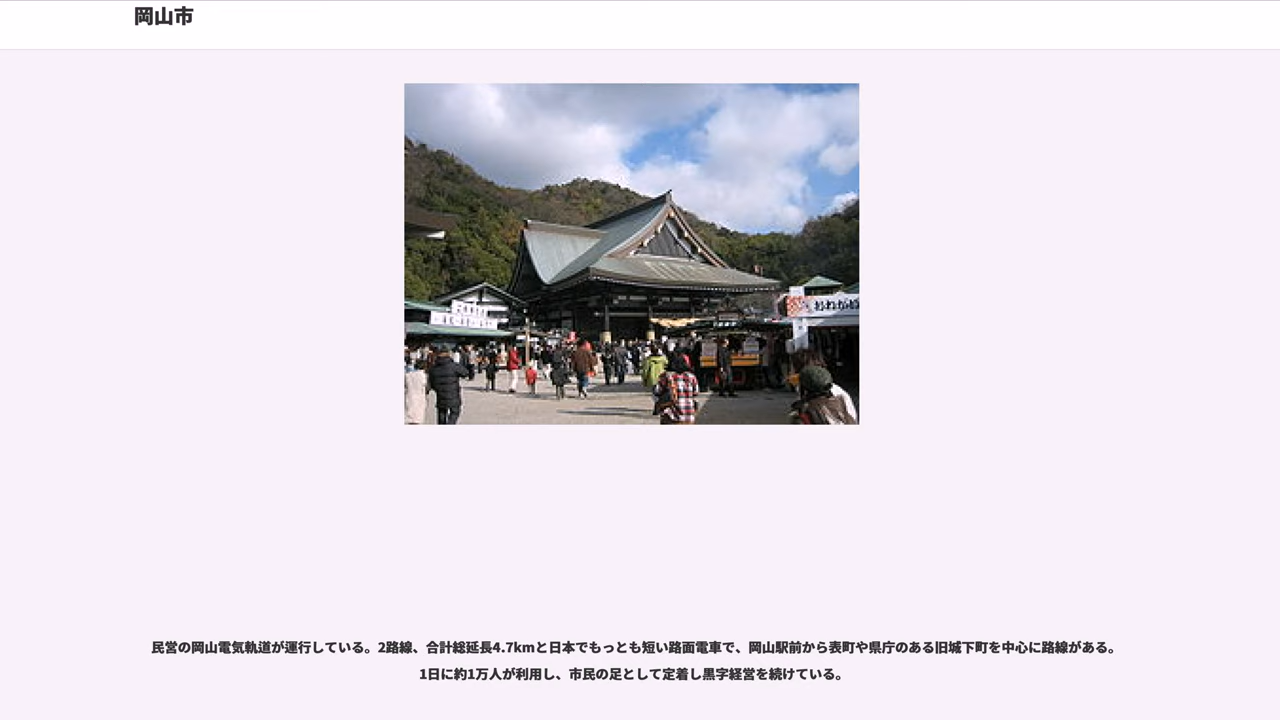 岡山市
民営の岡山電気軌道が運行している。2路線、合計総延長4.7kmと日本でもっとも短い路面電車で、岡山駅前から表町や県庁のある旧城下町を中心に路線がある。
1日に約1万人が利用し、市民の足として定着し黒字経営を続けている。